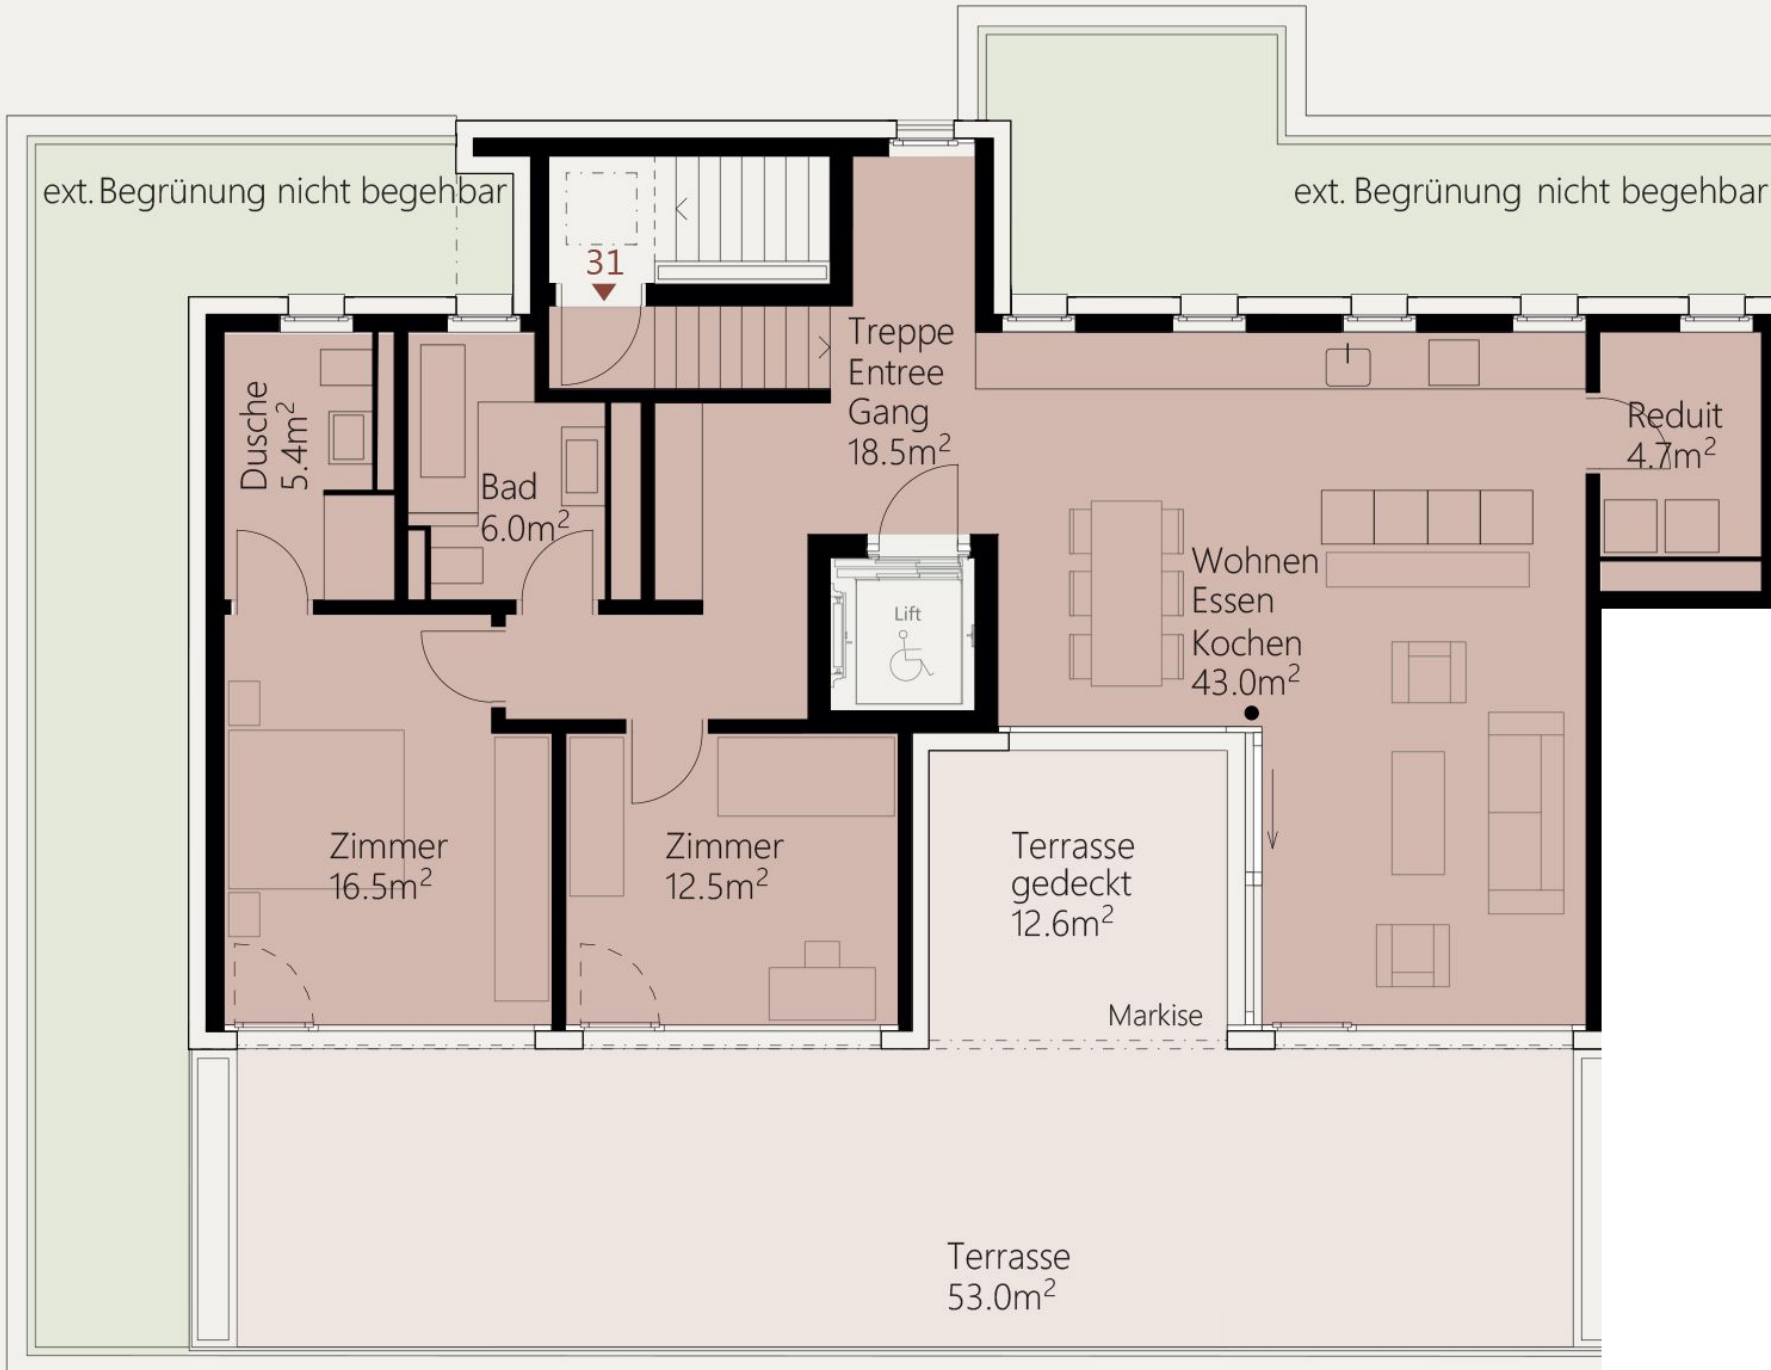 ext. Begrünung nicht begehbar
ext. Begrünung nicht begehbar
31
Treppe
Entree
Gang
18.5m²
Dusche
5.4m²
Bad
6.0m²
Reduit
4.7m²
Wohnen
Essen
Kochen
43.0m²
Lift
Zimmer
16.5m²
Zimmer
12.5m²
Terrasse
gedeckt
12.6m²
Markise
Terrasse
53.0m²